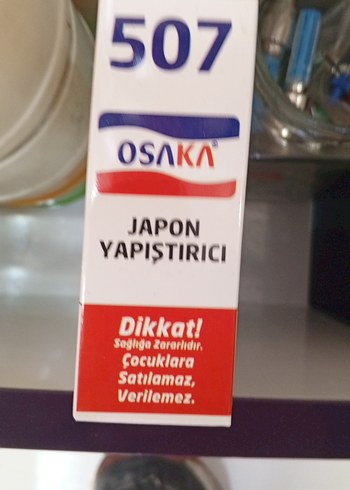 507
OSAKA
JAPON
YAPIŞTIRICI
Dikkat!
Sağlığa Zararlıdır.
Çocuklara
Satılamaz,
Verilemez.